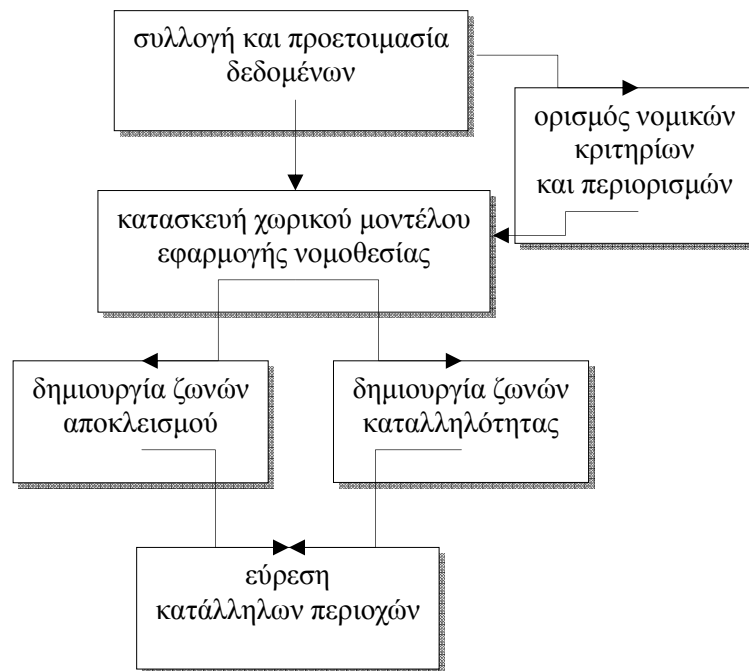 συλλογή και προετοιμασία
δεδομένων
ορισμός νομικών
κριτηρίων
και περιορισμών
κατασκευή χωρικού μοντέλου
εφαρμογής νομοθεσίας
δημιουργία ζωνών
αποκλεισμού
δημιουργία ζωνών
καταλληλότητας
εύρεση
κατάλληλων περιοχών